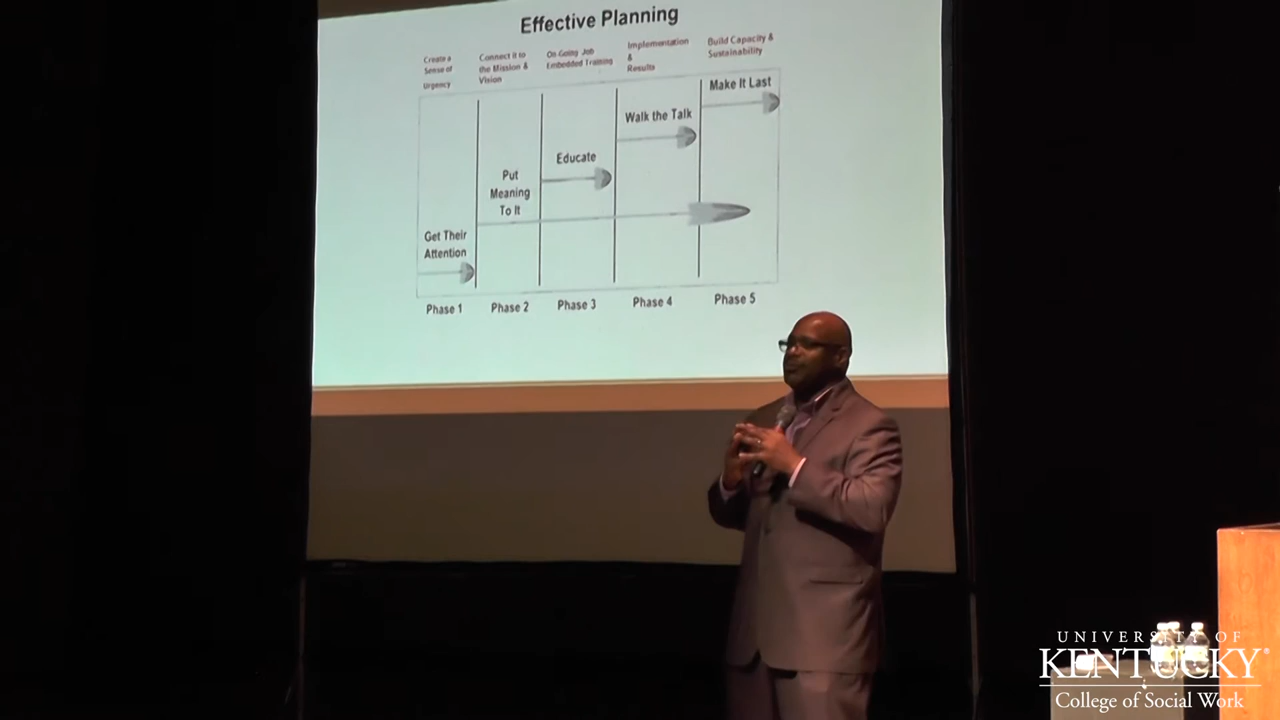 Effective Planning
Create a
Sense of
Urgency
Connect it to
the Mission &
Vision
On-Going Job
Embedded Training
Implementation
&
Results
Build Capacity &
Sustainability
Get Their
Attention
Put
Meaning
To It
Educate
Walk the Talk
Make It Last
Phase 1
Phase 2
Phase 3
Phase 4
Phase 5
UNIVERSITY OF
KENTUCKY®
College of Social Work